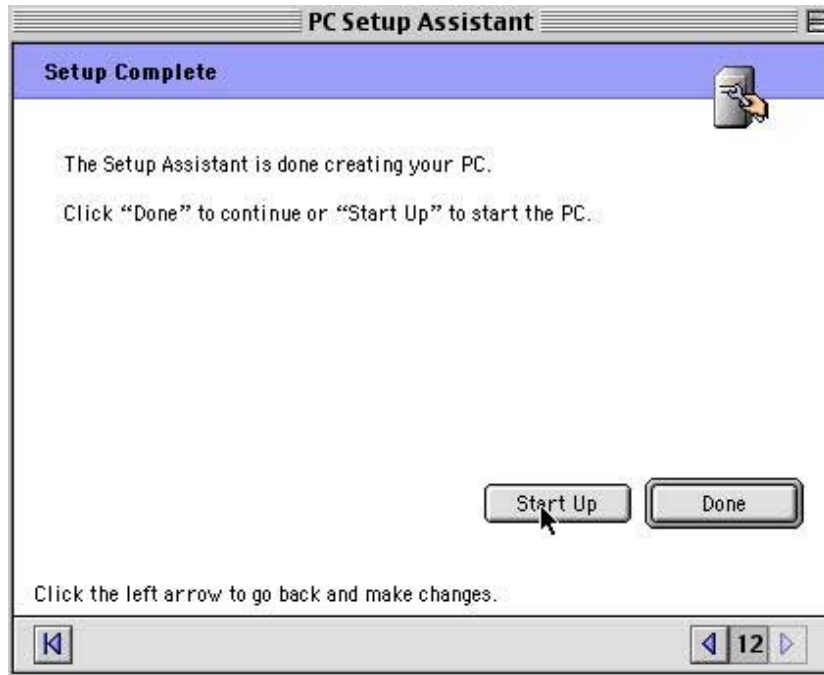 PC Setup Assistant
Setup Complete
The Setup Assistant is done creating your PC.
Click “Done” to continue or “Start Up” to start the PC.
Start Up
Done
Click the left arrow to go back and make changes.
12